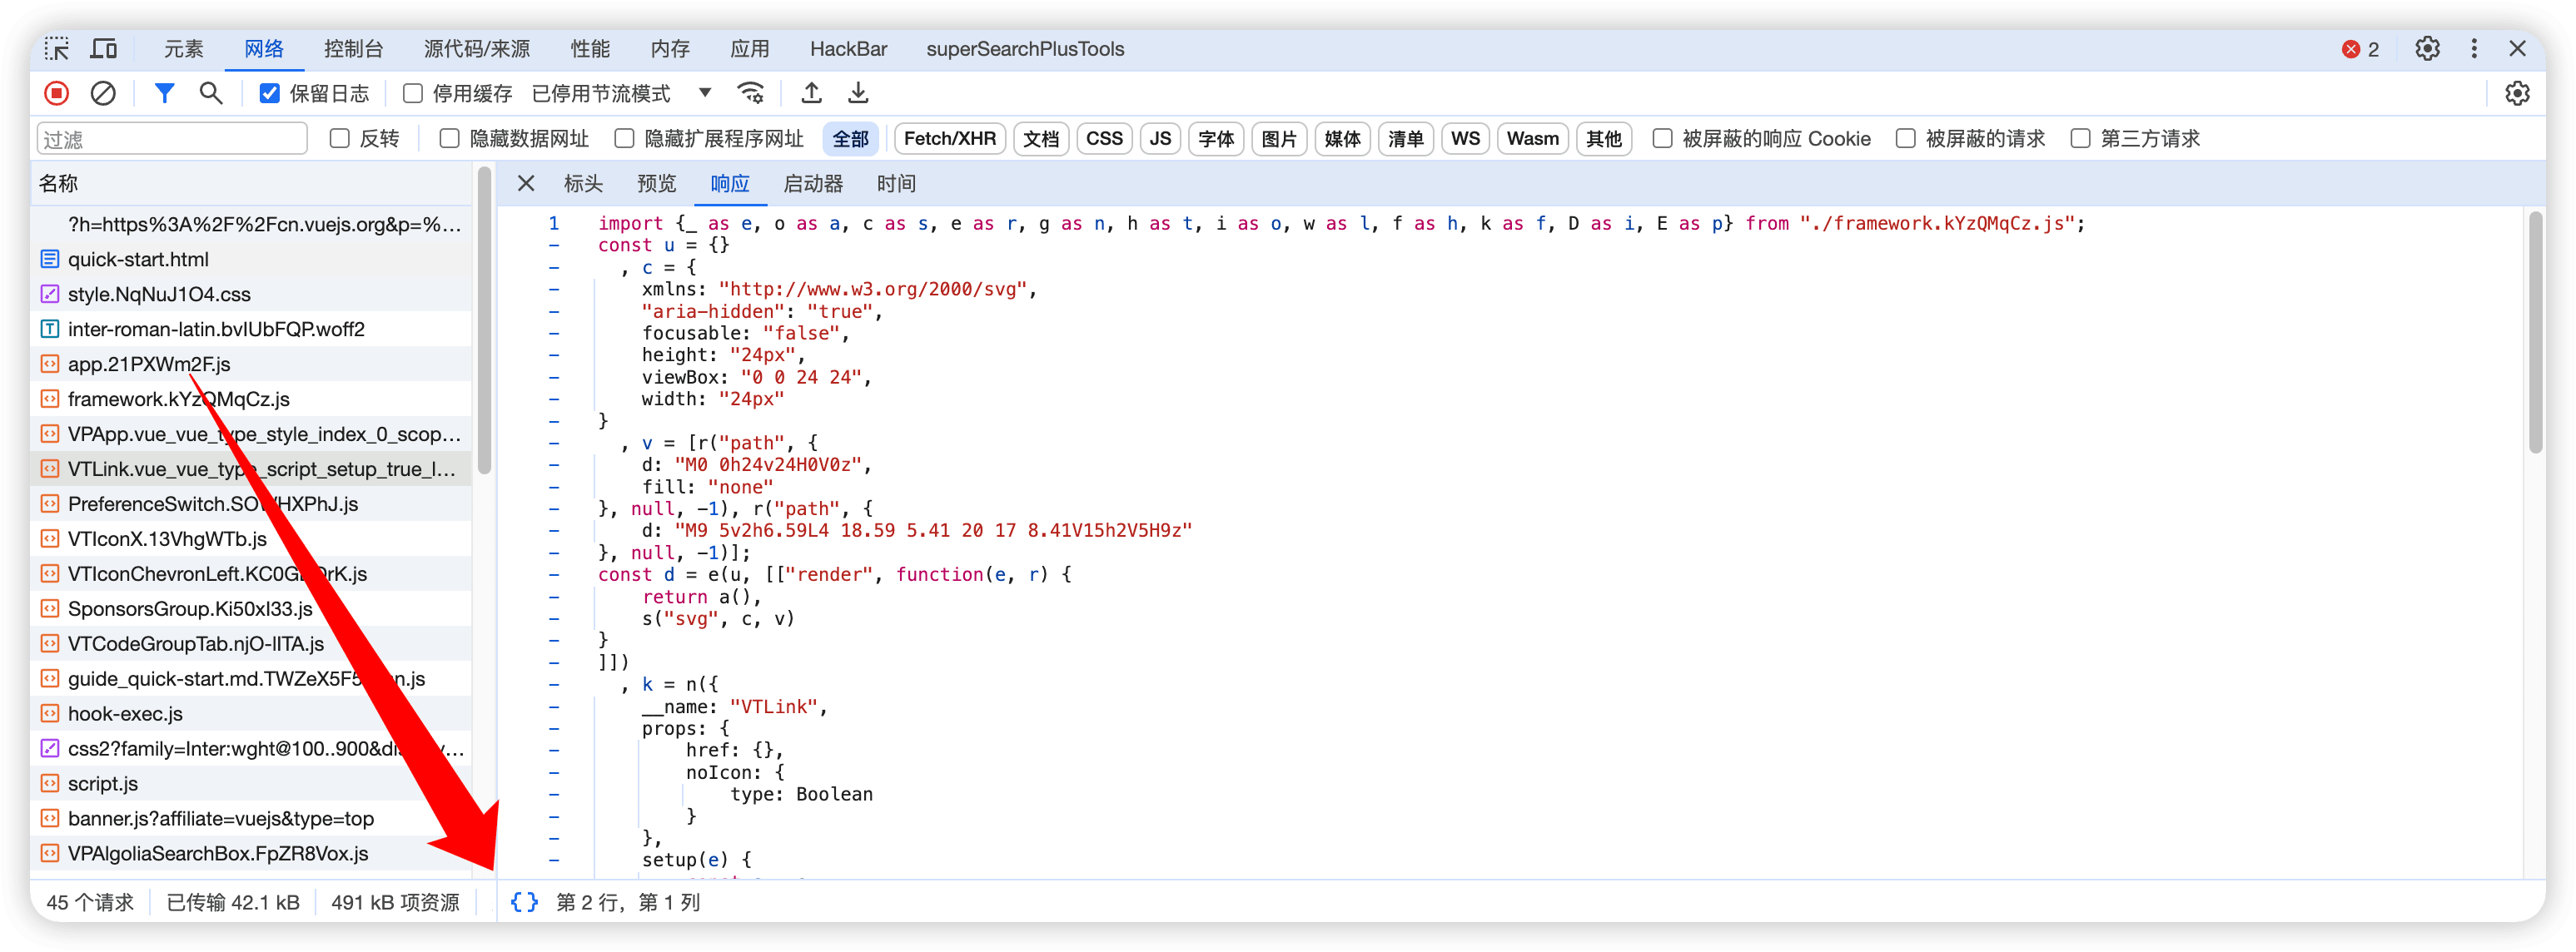 元素 网络 控制台 源代码/来源 性能 内存 应用 HackBar superSearchPlusTools 2
保留日志 停用缓存 已停用节流模式
过滤 反转 隐藏数据网址 隐藏扩展程序网址 全部 Fetch/XHR 文档 CSS JS 字体 图片 媒体 清单 WS Wasm 其他 被屏蔽的响应 Cookie 被屏蔽的请求 第三方请求
名称
?h=https%3A%2F%2Fcn.vuejs.org&p=%...
quick-start.html
style.NqNuJ1O4.css
inter-roman-latin.bvIUbFQP.woff2
app.21PXWm2F.js
framework.kYzQMqCz.js
VPApp.vue_vue_type_style_index_0_scop...
VTLink.vue_vue_type_script_setup_true_l...
PreferenceSwitch.SO HXPhJ.js
VTIconX.13VhgWTb.js
VTIconChevronLeft.KC0G rK.js
SponsorsGroup.Ki50xI33.js
VTCodeGroupTab.njO-lITA.js
guide_quick-start.md.TWZeX5F5 n.js
hook-exec.js
css2?family=Inter:wght@100..900&di
script.js
banner.js?affiliate=vuejs&type=top
VPAlgoliaSearchBox.FpZR8Vox.js
45 个请求 已传输 42.1 kB 491 kB 项资源
标头 预览 响应 启动器 时间
1 import {_ as e, o as a, c as s, e as r, g as n, h as t, i as o, w as l, f as h, k as f, D as i, E as p} from "./framework.kYzQMqCz.js";
- const u = {}
- , c = {
- xmlns: "http://www.w3.org/2000/svg",
- "aria-hidden": "true",
- focusable: "false",
- height: "24px",
- viewBox: "0 0 24 24",
- width: "24px"
- }
- , v = [r("path", {
- d: "M0 0h24v24H0V0z",
- fill: "none"
- }, null, -1), r("path", {
- d: "M9 5v2h6.59L4 18.59 5.41 20 17 8.41V15h2V5H9z"
- }, null, -1)];
- const d = e(u, [["render", function(e, r) {
- return a(),
- s("svg", c, v)
- }
- ]])
- , k = n({
- __name: "VTLink",
- props: {
- href: {},
- noIcon: {
- type: Boolean
- }
- },
- setup(e) {
{} 第 2 行，第 1 列